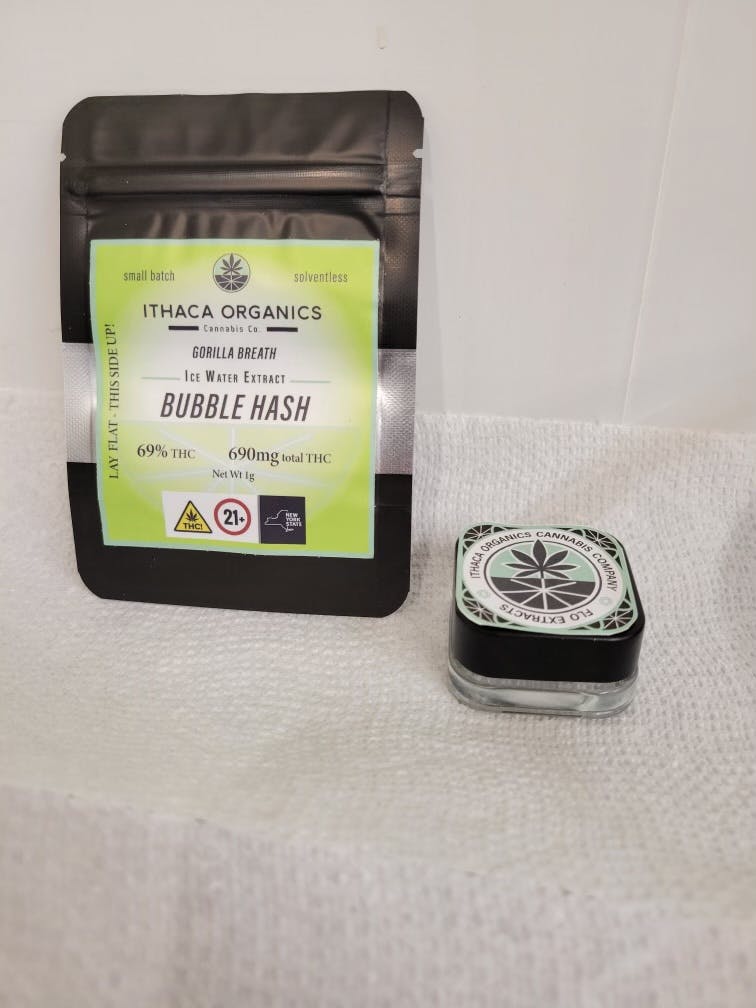 small batch
solventless
ITHACA ORGANICS
Cannabis Co.
GORILLA BREATH
ICE WATER EXTRACT
BUBBLE HASH
LAY FLAT - THIS SIDE UP!
69% THC
690mg total THC
Net Wt 1g
THC!
21+
NEW
YORK
STATE
ITHACA ORGANICS CANNABIS COMPANY
FLO EXTRACTS